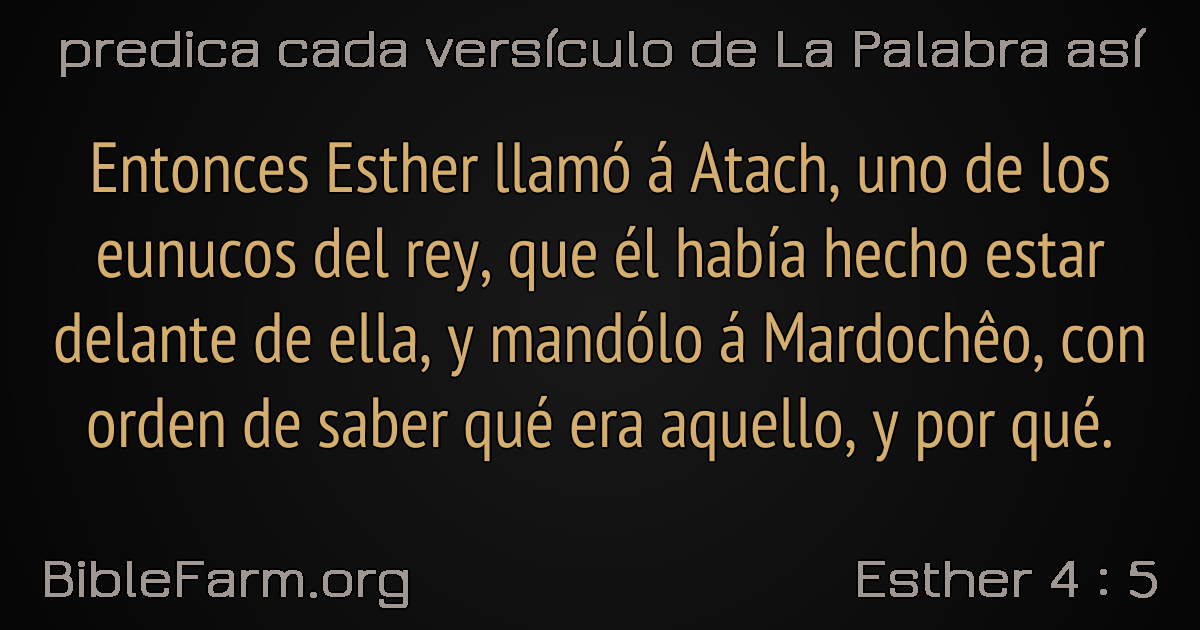 predica cada versículo de La Palabra así
Entonces Esther llamó á Atach, uno de los
eunucos del rey, que él había hecho estar
delante de ella, y mandólo á Mardochêo, con
orden de saber qué era aquello, y por qué.
BibleFarm.org
Esther 4 : 5